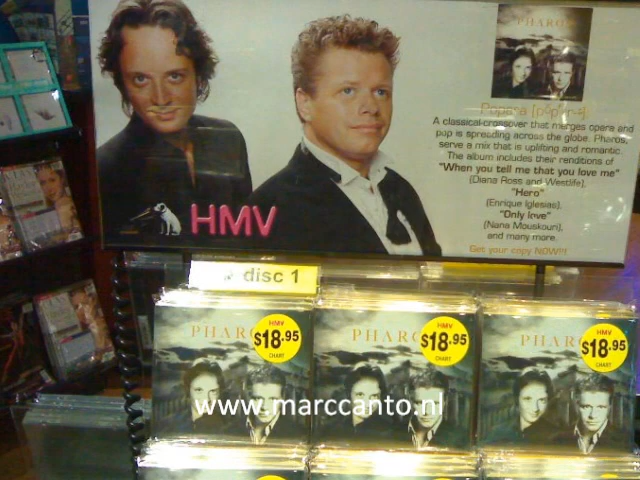 PHAROS
Popera [pop'r-a]
A classical-crossover that merges opera and
pop is spreading across the globe. Pharos,
serve a mix that is uplifting and romantic.
The album includes their renditions of
"When you tell me that you love me"
(Diana Ross and Westlife),
"Hero"
(Enrique Iglesias),
"Only love"
(Nana Mouskouri),
and many more.
Get your copy NOW!!!
HMV
disc 1
PHAROS
HMV
$18.95
CHART
PHAROS
HMV
$18.95
CHART
PHAROS
HMV
$18.95
CHART
www.marccanto.nl